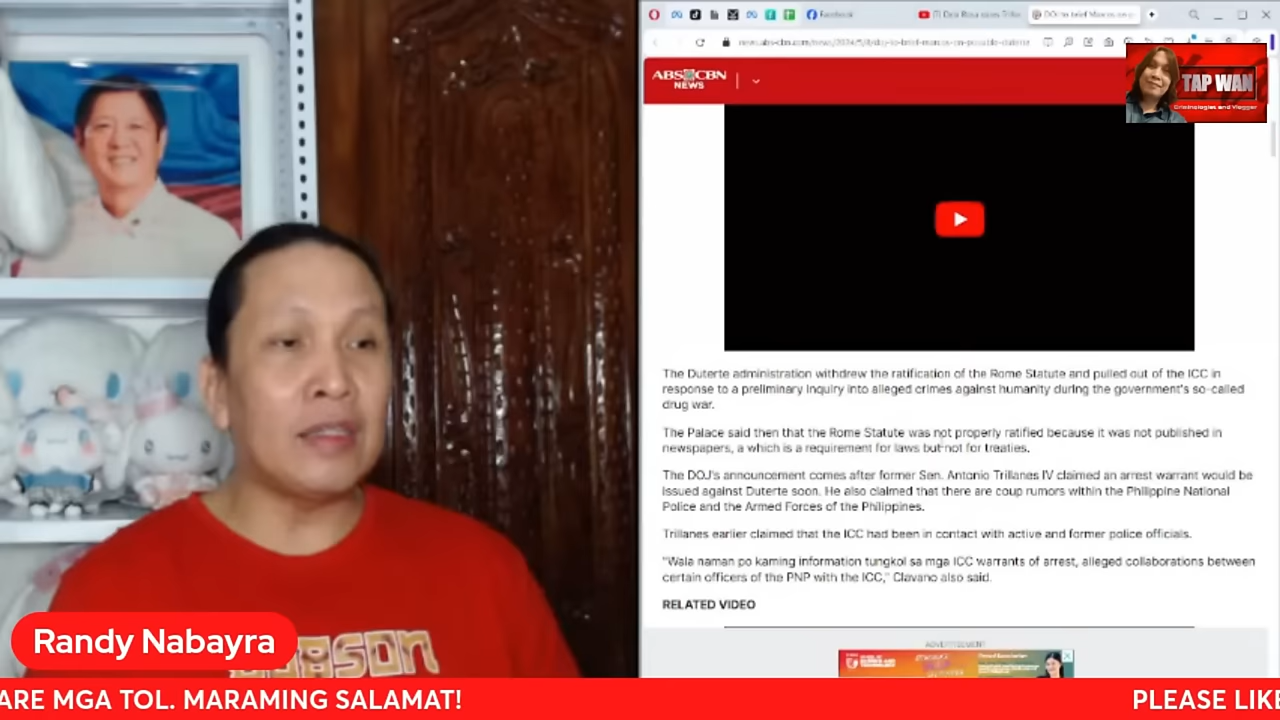 Facebook
ABS-CBN
NEWS
TAP WAN
Criminologist and Vlogger
The Duterte administration withdrew the ratification of the Rome Statute and pulled out of the ICC in
response to a preliminary inquiry into alleged crimes against humanity during the government's so-called
drug war.
The Palace said then that the Rome Statute was not properly ratified because it was not published in
newspapers, a which is a requirement for laws but not for treaties.
The DOJ's announcement comes after former Sen. Antonio Trillanes IV claimed an arrest warrant would be
issued against Duterte soon. He also claimed that there are coup rumors within the Philippine National
Police and the Armed Forces of the Philippines.
Trillanes earlier claimed that the ICC had been in contact with active and former police officials.
"Wala naman po kaming information tungkol sa mga ICC warrants of arrest, alleged collaborations between
certain officers of the PNP with the ICC," Clavano also said.
RELATED VIDEO
ADVERTISEMENT
Randy Nabayra
ARE MGA TOL. MARAMING SALAMAT!
PLEASE LIKE